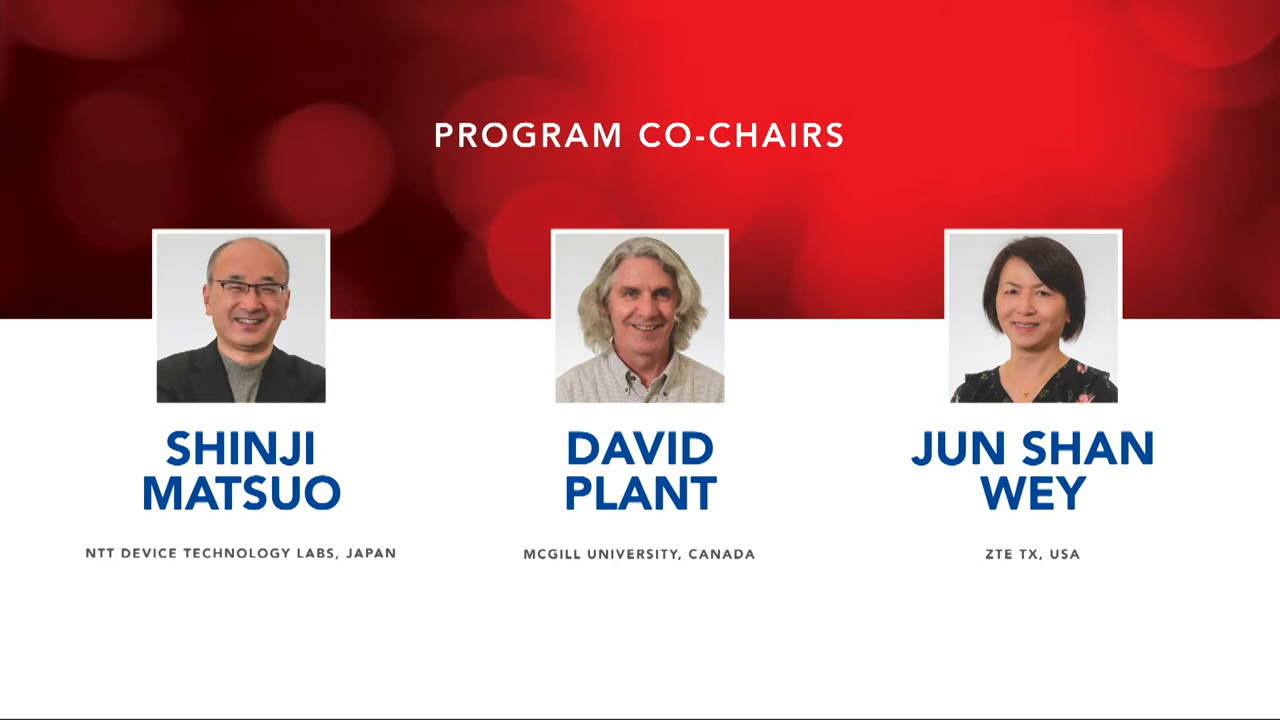 PROGRAM CO-CHAIRS
SHINJI
MATSUO
NTT DEVICE TECHNOLOGY LABS, JAPAN
DAVID
PLANT
MCGILL UNIVERSITY, CANADA
JUN SHAN
WEY
ZTE TX, USA